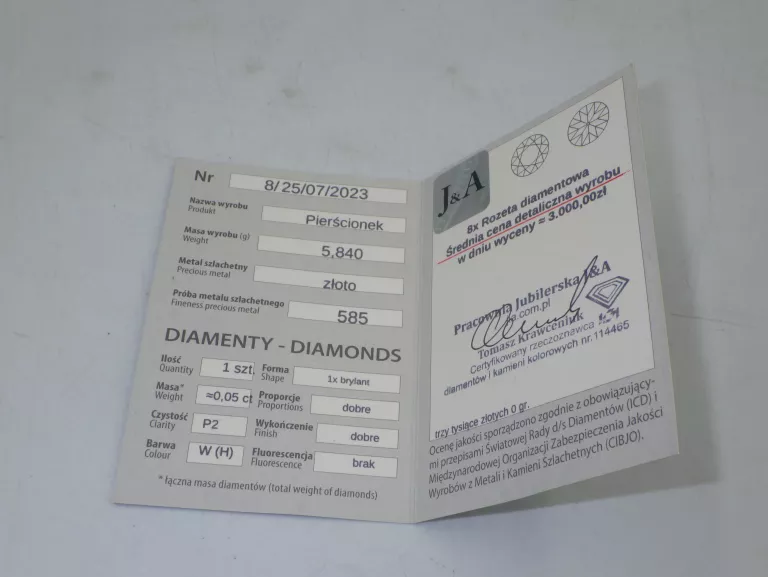 Nr 8/25/07/2023
Nazwa wyrobu
Produkt
Pierścionek
Masa wyrobu (g)
Weight
5,840
Metal szlachetny
Precious metal
złoto
Próba metalu szlachetnego
Fineness precious metal
585
DIAMENTY - DIAMONDS
Ilość
Quantity
1 szt.
Forma
Shape
1x brylant
Masa*
Weight
≈0,05 ct
Proporcje
Proportions
dobre
Czystość
Clarity
P2
Wykończenie
Finish
dobre
Barwa
Colour
W (H)
Fluorescencja
Fluorescence
brak
* łączna masa diamentów (total weight of diamonds)
J&A
8x Rozeta diamentowa
Średnia cena detaliczna wyrobu
w dniu wyceny = 3.000,00zł
Pracownia Jubilerska J&A
.com.pl
Tomasz Krawceniuk
Certyfikowany rzeczoznawca
diamentów i kamieni kolorowych nr 114465
trzy tysiące złotych 0 gr.
Ocenę jakości sporządzono zgodnie z obowiązujący-
mi przepisami Światowej Rady d/s Diamentów (ICD) i
Międzynarodowej Organizacji Zabezpieczenia Jakości
Wyrobów z Metali i Kamieni Szlachetnych (CIBJO).